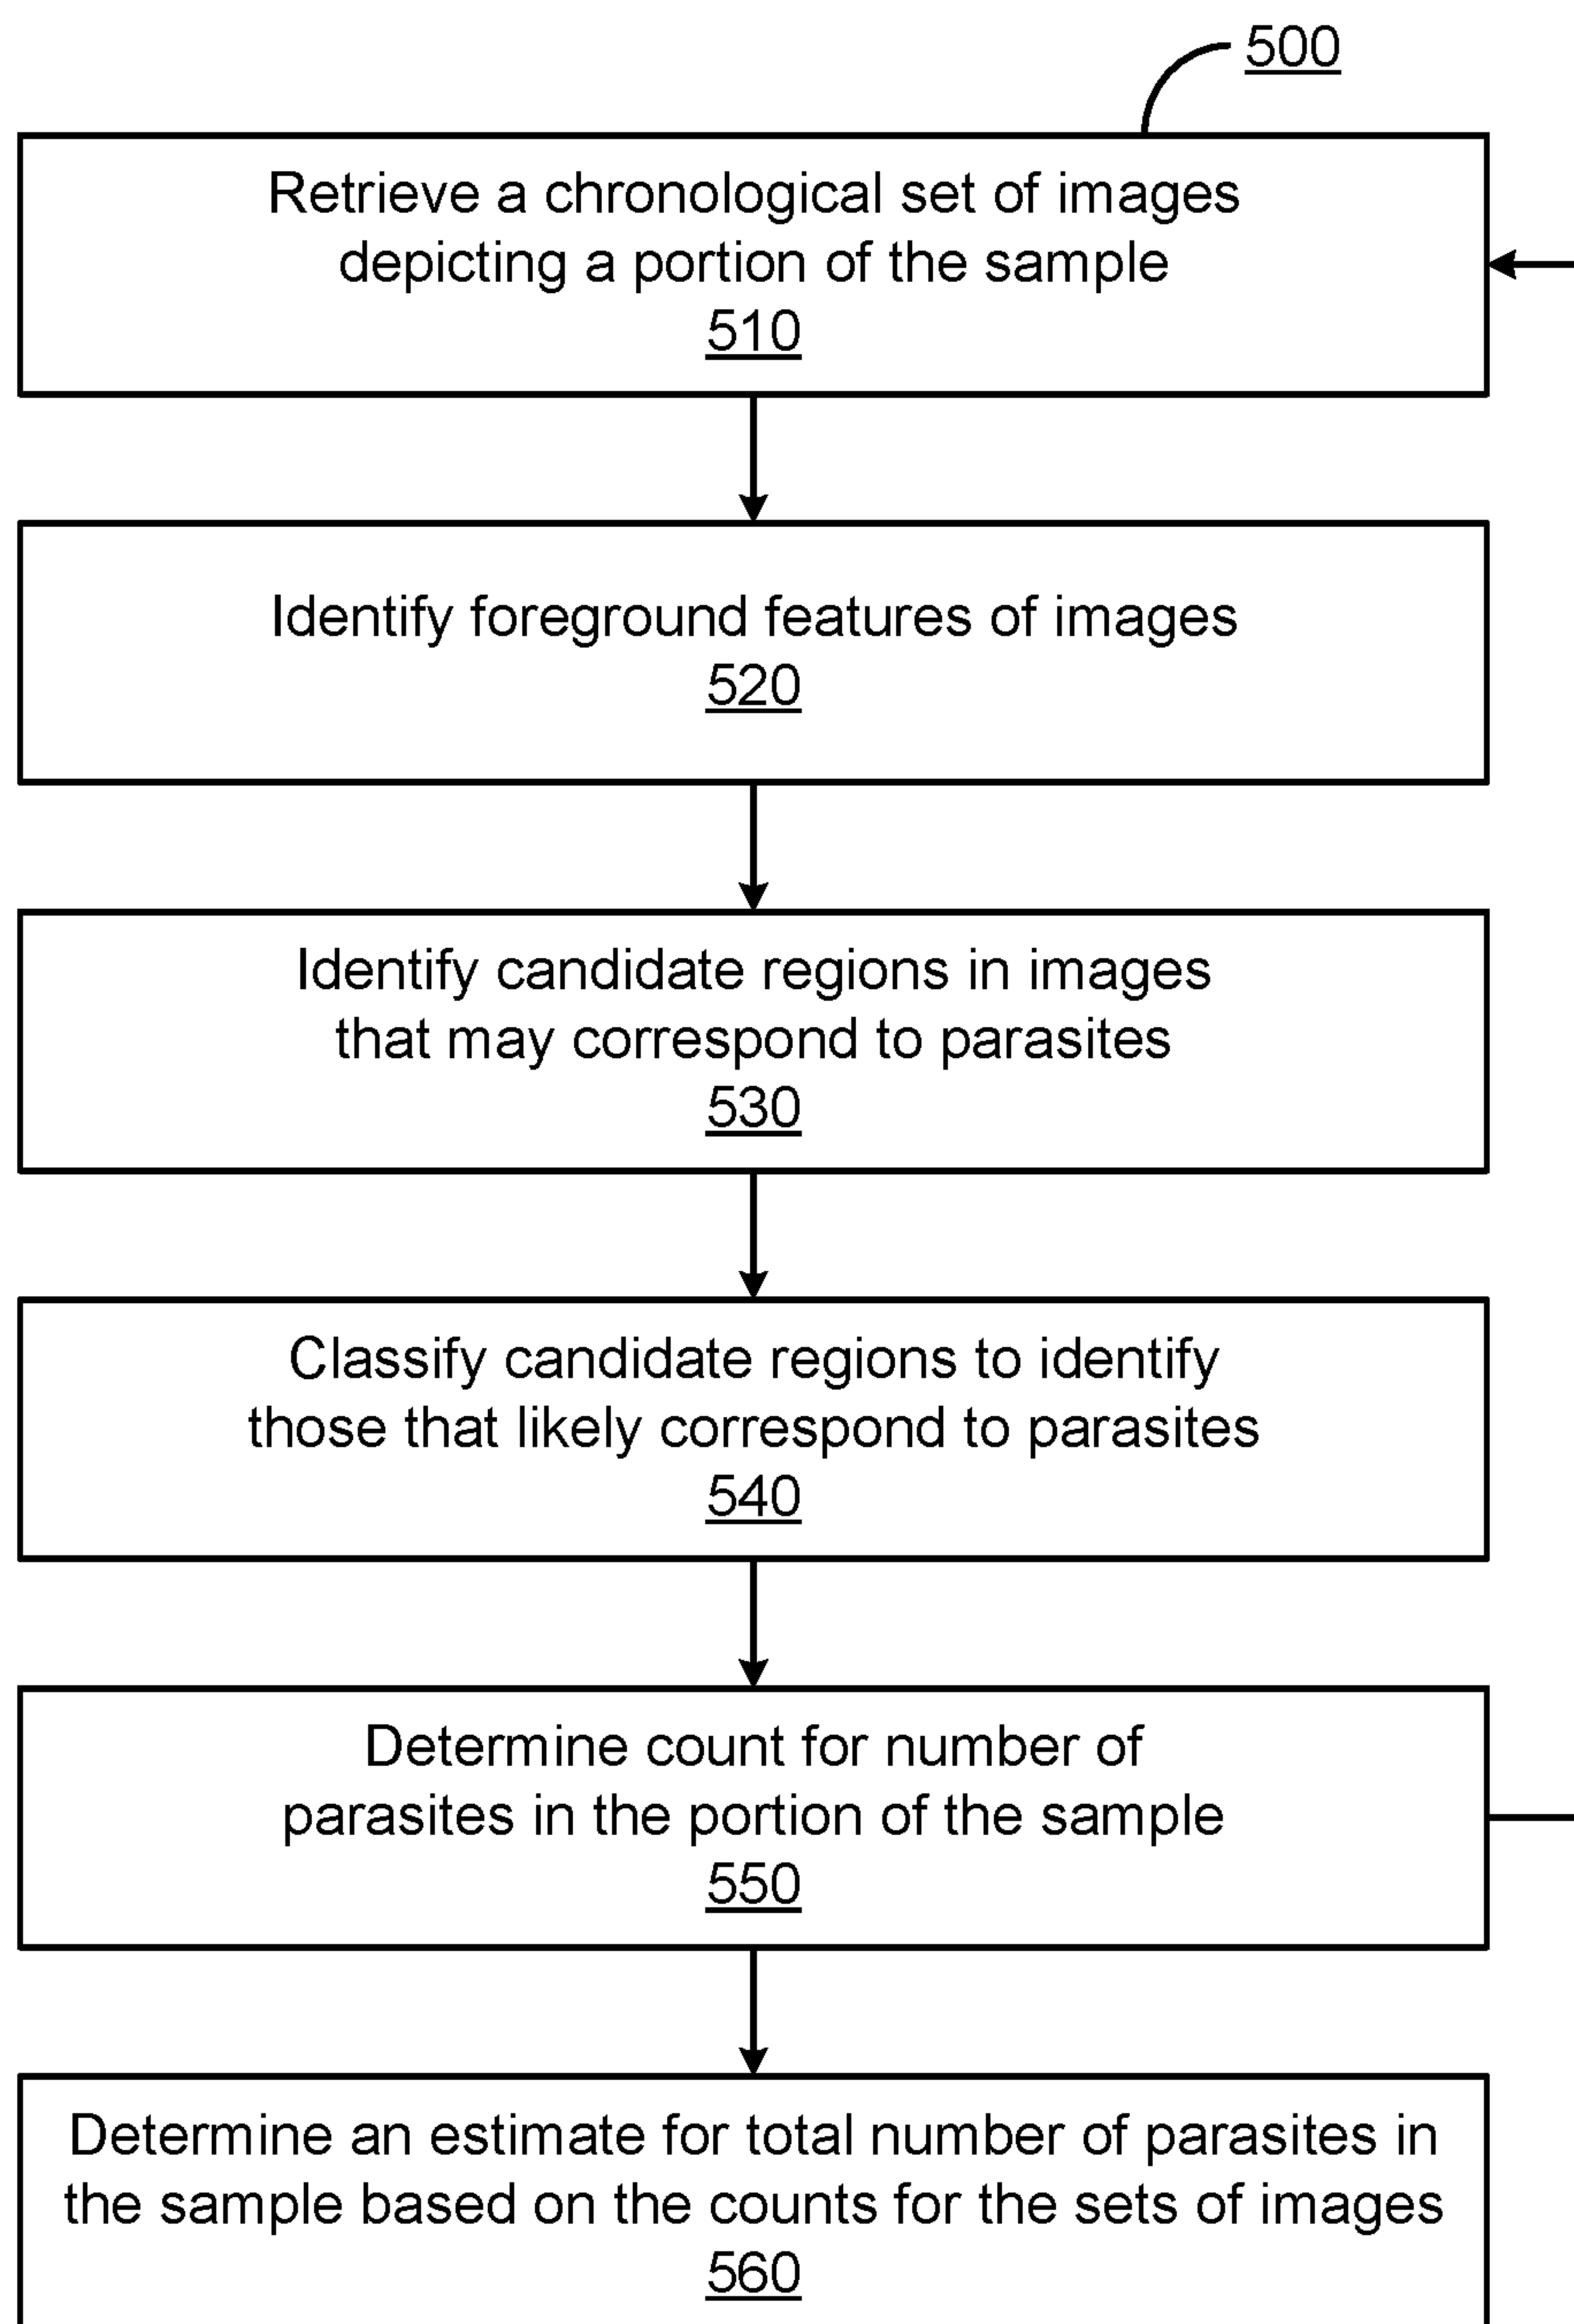 500
Retrieve a chronological set of images
depicting a portion of the sample
510
Identify foreground features of images
520
Identify candidate regions in images
that may correspond to parasites
530
Classify candidate regions to identify
those that likely correspond to parasites
540
Determine count for number of
parasites in the portion of the sample
550
Determine an estimate for total number of parasites in
the sample based on the counts for the sets of images
560